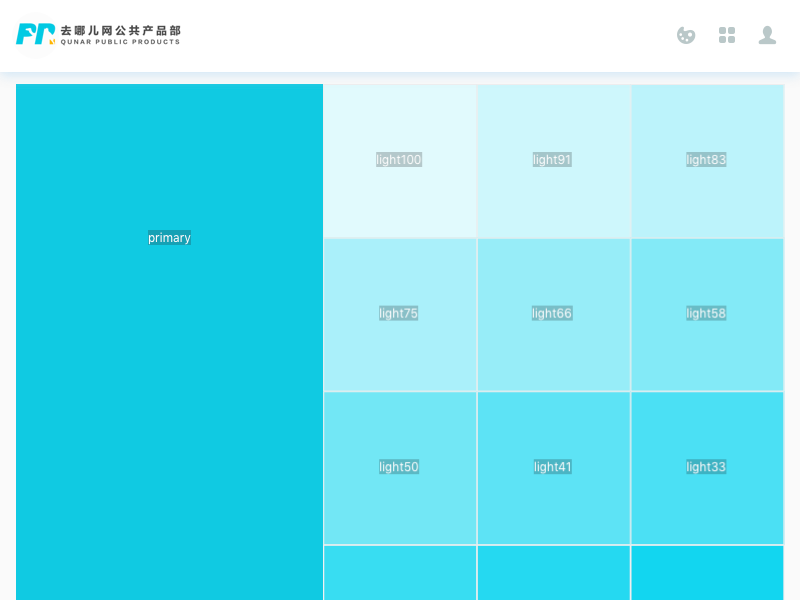 去哪儿网公共产品部
QUNAR PUBLIC PRODUCTS
light100
light91
light83
primary
light75
light66
light58
light50
light41
light33